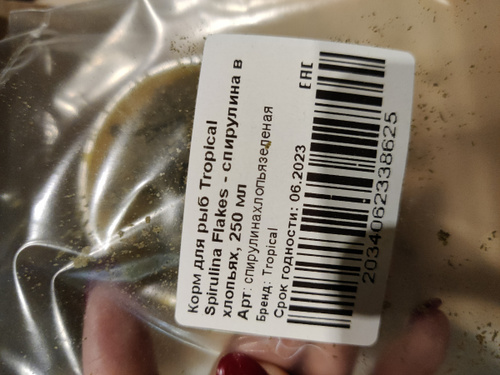 Корм для рыб Tropical
Spirulina Flakes - спирулина в
хлопьях, 250 мл
Арт: спирулинахлопьязеленая
Бренд: Tropical
Срок годности: 06.2023
EAC
2034062338625